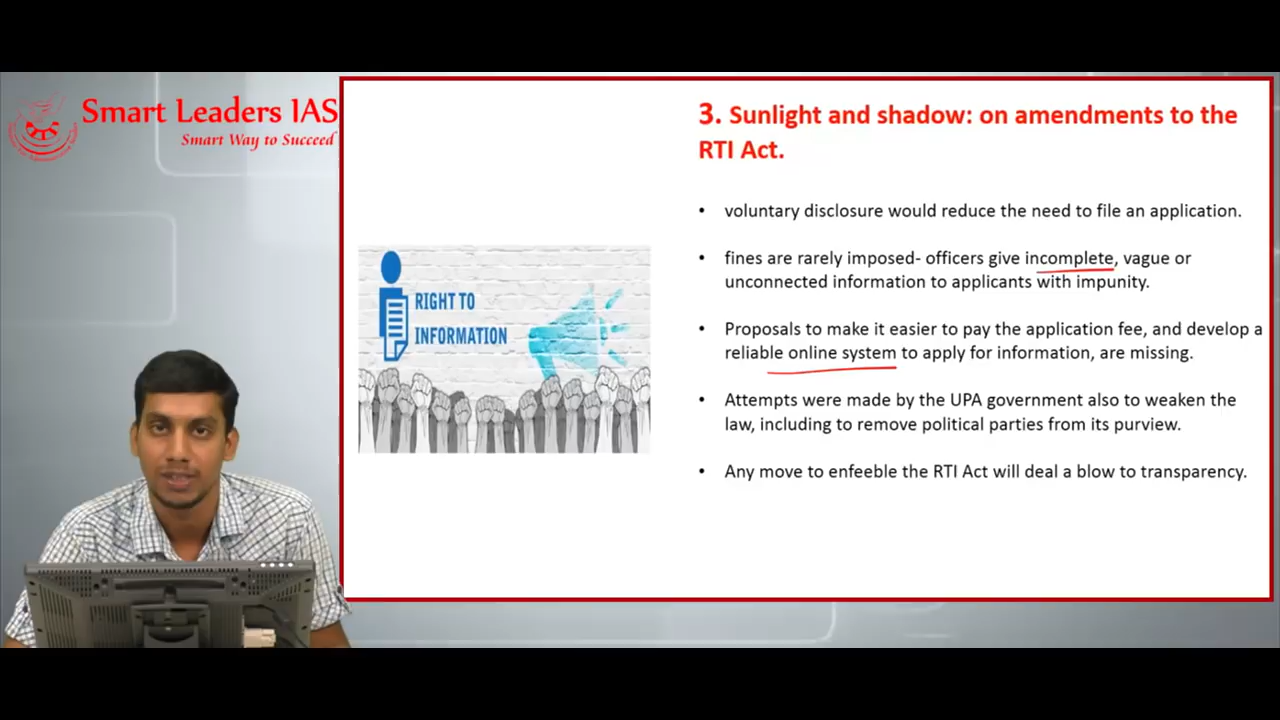 Smart Leaders IAS
Smart Way to Succeed
3. Sunlight and shadow: on amendments to the
RTI Act.
• voluntary disclosure would reduce the need to file an application.
• fines are rarely imposed- officers give incomplete, vague or
unconnected information to applicants with impunity.
• Proposals to make it easier to pay the application fee, and develop a
reliable online system to apply for information, are missing.
• Attempts were made by the UPA government also to weaken the
law, including to remove political parties from its purview.
• Any move to enfeeble the RTI Act will deal a blow to transparency.
RIGHT TO
INFORMATION